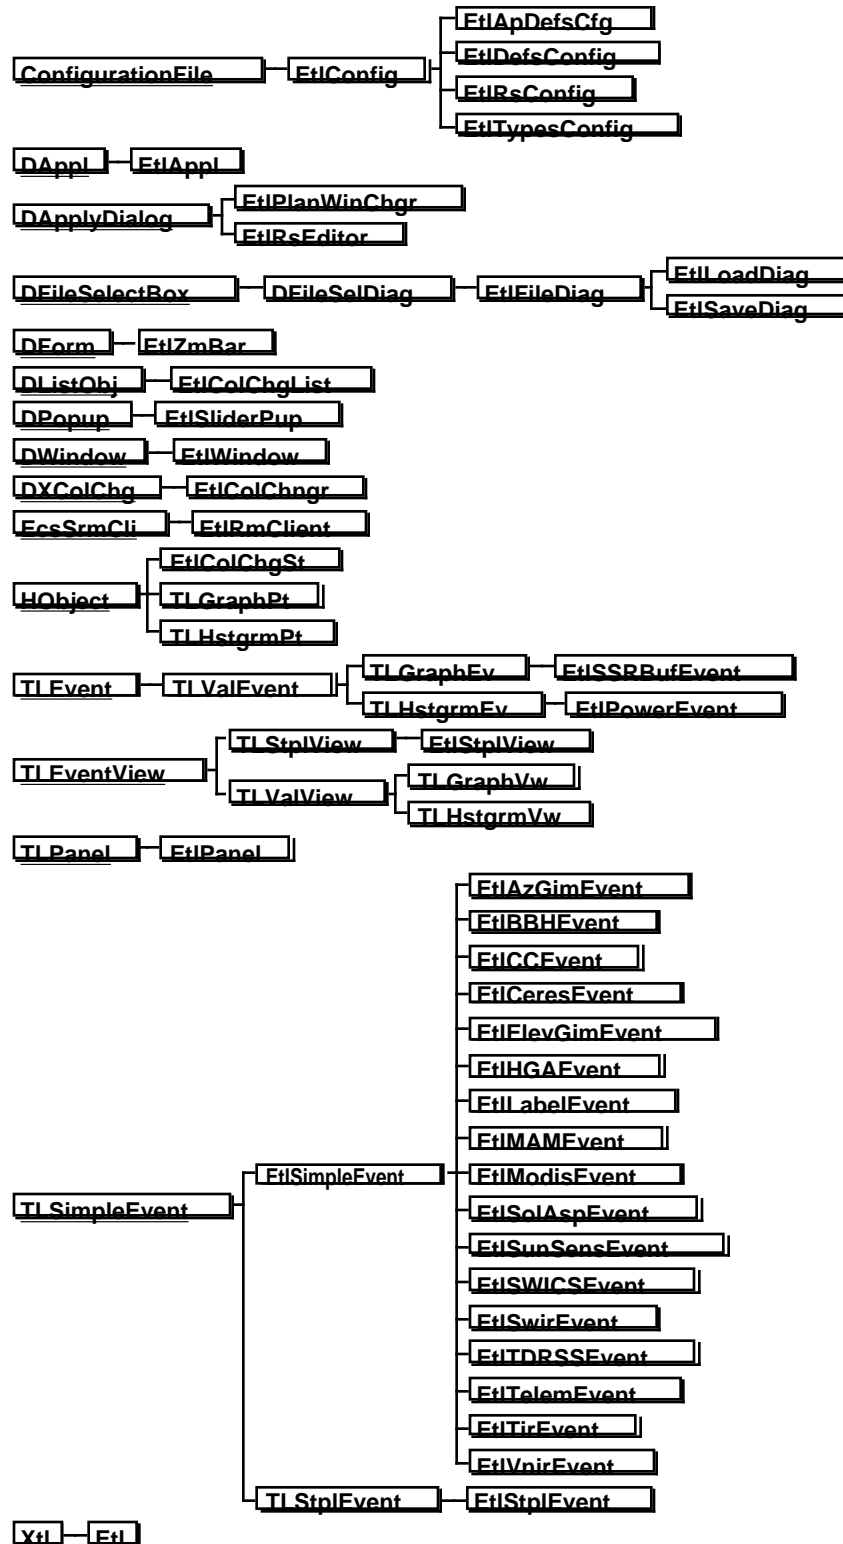 EtlApDefsCfg
EtlDefsConfig
ConfigurationFile EtlConfig
EtlRsConfig
EtlTypesConfig
DAppl EtlAppl
EtlPlanWinChgr
DApplyDialog
EtlRsEditor
EtlLoadDiag
DFileSelectBox DFileSelDiag EtlFileDiag
EtlSaveDiag
DForm EtlZmBar
DListObj EtlColChgList
DPopup EtlSliderPup
DWindow EtlWindow
DXColChg EtlColChngr
EcsSrmCli EtlRmClient
EtlColChgSt
HObject TLGraphPt
TLHstgrmPt
TLGraphEv EtlSSRBufEvent
TLEvent TLValEvent
TLHstgrmEv EtlPowerEvent
TLStplView EtlStplView
TLEventView
TLGraphVw
TLValView
TLHstgrmVw
TLPanel EtlPanel
EtlAzGimEvent
EtlBBHEvent
EtlCCEvent
EtlCeresEvent
EtlElevGimEvent
EtlHGAEvent
EtlLabelEvent
EtlMAMEvent
EtlSimpleEvent EtlModisEvent
TLSimpleEvent EtlSolAspEvent
EtlSunSensEvent
EtlSWICSEvent
EtlSwirEvent
EtlTDRSSEvent
EtlTelemEvent
EtlTirEvent
EtlVnirEvent
TLStplEvent EtlStplEvent
Xtl Etl